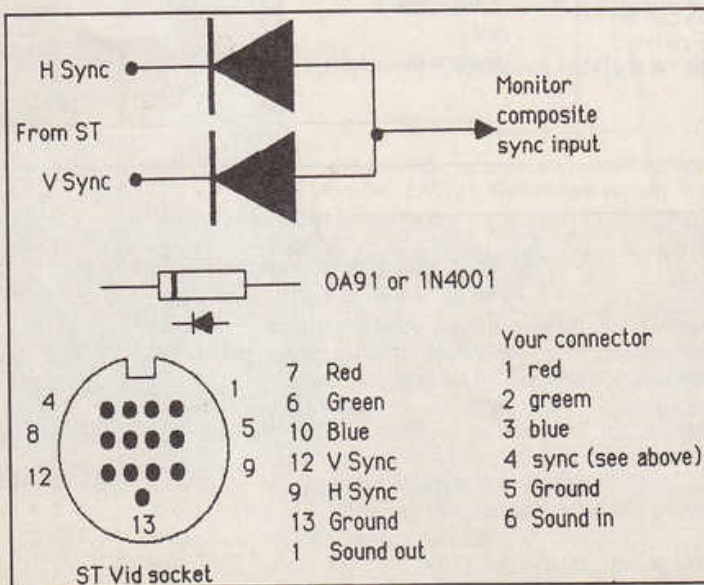 H Sync
From ST
V Sync
Monitor
composite
sync input
0A91 or 1N4001
4
8
12
1
5
9
13
ST Vid socket
7 Red
6 Green
10 Blue
12 V Sync
9 H Sync
13 Ground
1 Sound out
Your connector
1 red
2 greem
3 blue
4 sync (see above)
5 Ground
6 Sound in